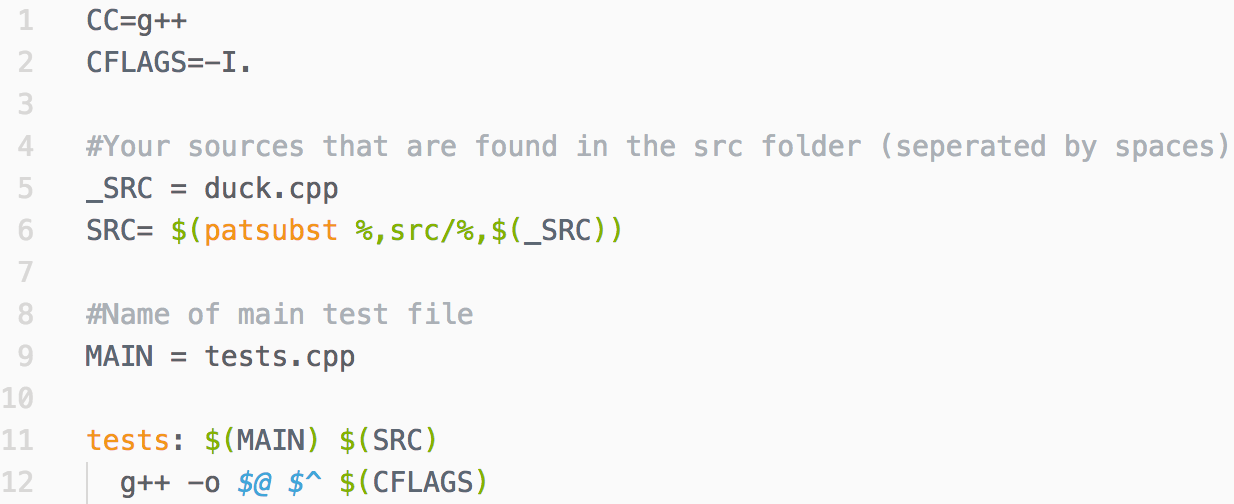 1 CC=g++
2 CFLAGS=-I.
3
4 #Your sources that are found in the src folder (seperated by spaces)
5 _SRC = duck.cpp
6 SRC= $(patsubst %,src/%,$(_SRC))
7
8 #Name of main test file
9 MAIN = tests.cpp
10
11 tests: $(MAIN) $(SRC)
12   g++ -o $@ $^ $(CFLAGS)